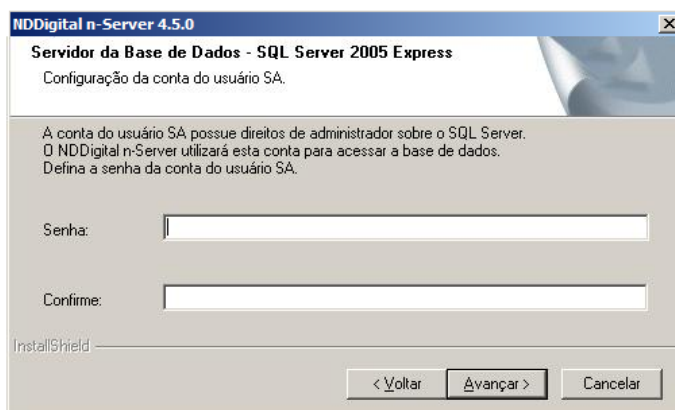 NDDigital n-Server 4.5.0
Servidor da Base de Dados - SQL Server 2005 Express
Configuração da conta do usuário SA.
A conta do usuário SA possue direitos de administrador sobre o SQL Server.
O NDDigital n-Server utilizará esta conta para acessar a base de dados.
Defina a senha da conta do usuário SA.
Senha:
Confirme:
InstallShield
< Voltar Avançar > Cancelar